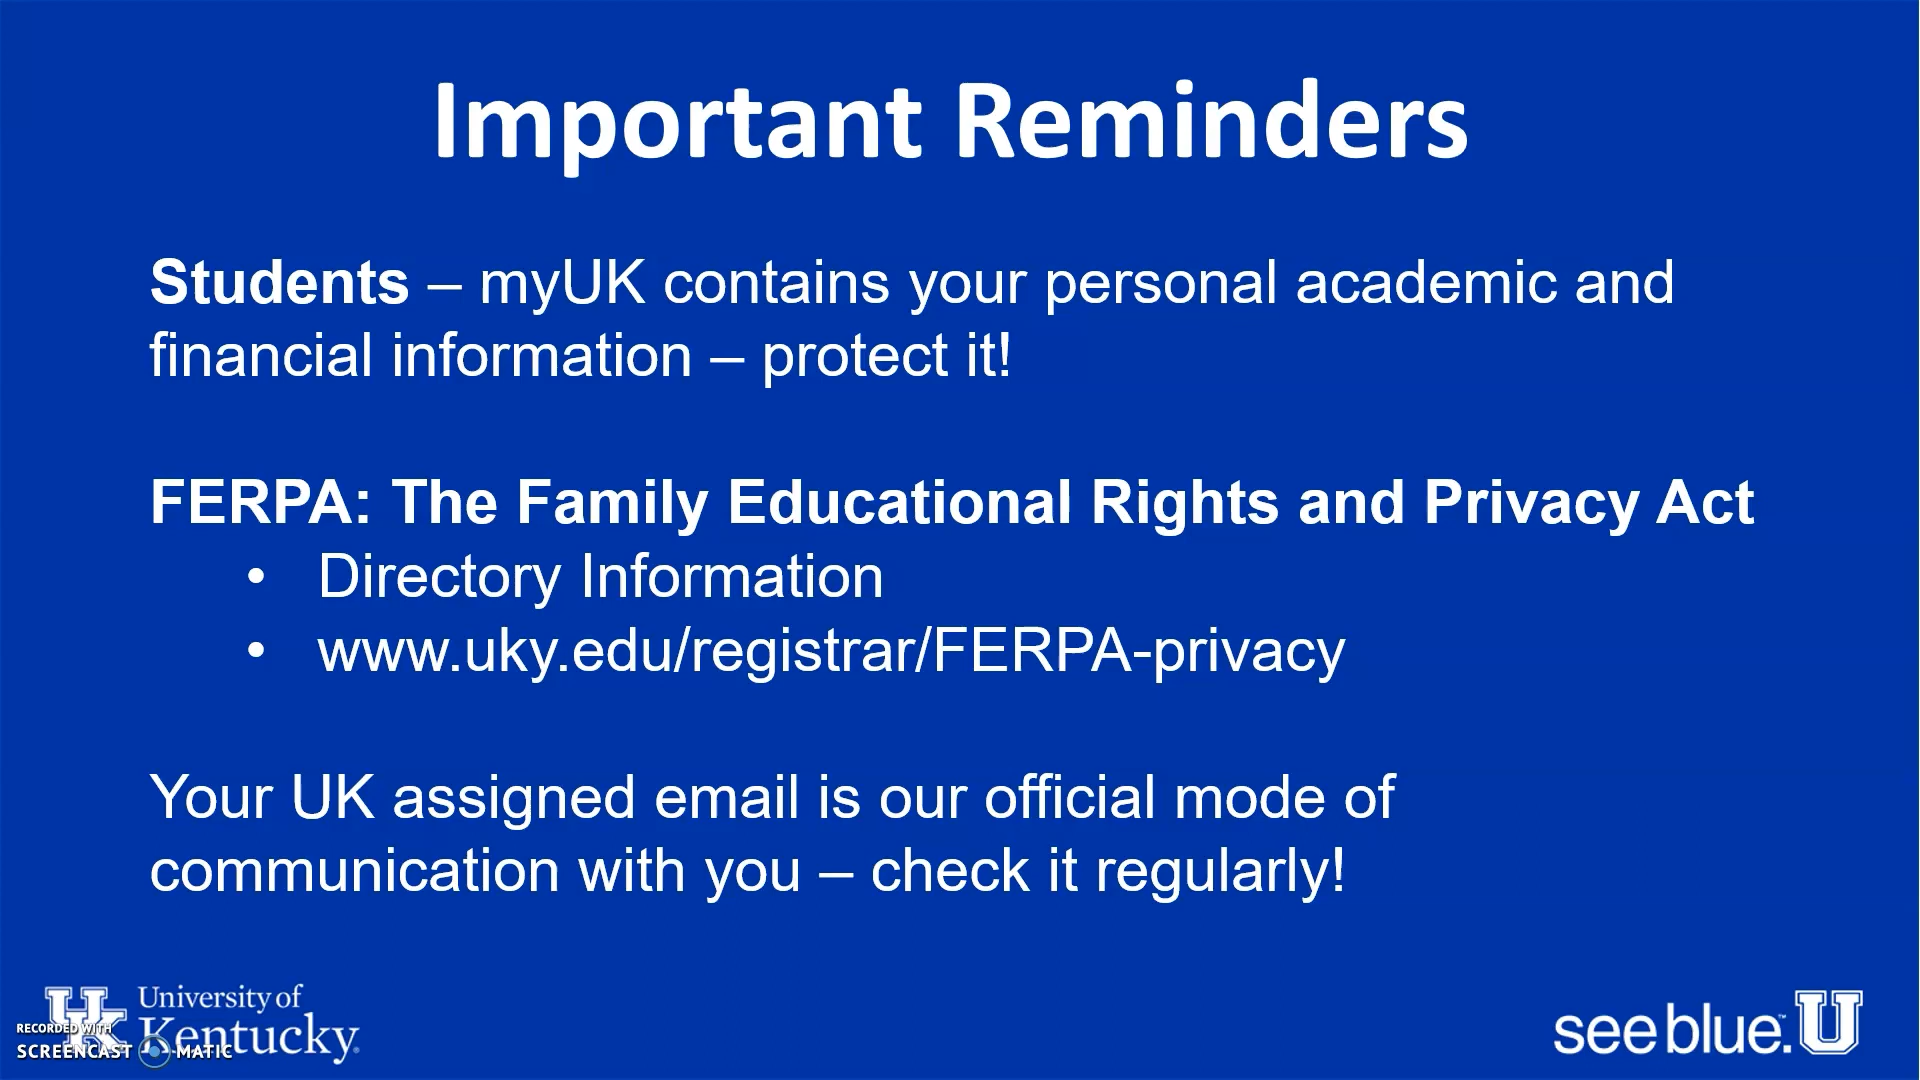 Important Reminders
Students – myUK contains your personal academic and
financial information – protect it!
FERPA: The Family Educational Rights and Privacy Act
• Directory Information
• www.uky.edu/registrar/FERPA-privacy
Your UK assigned email is our official mode of
communication with you – check it regularly!
UK University of
Kentucky.
RECORDED WITH
SCREENCAST MATIC
see blue.™ U